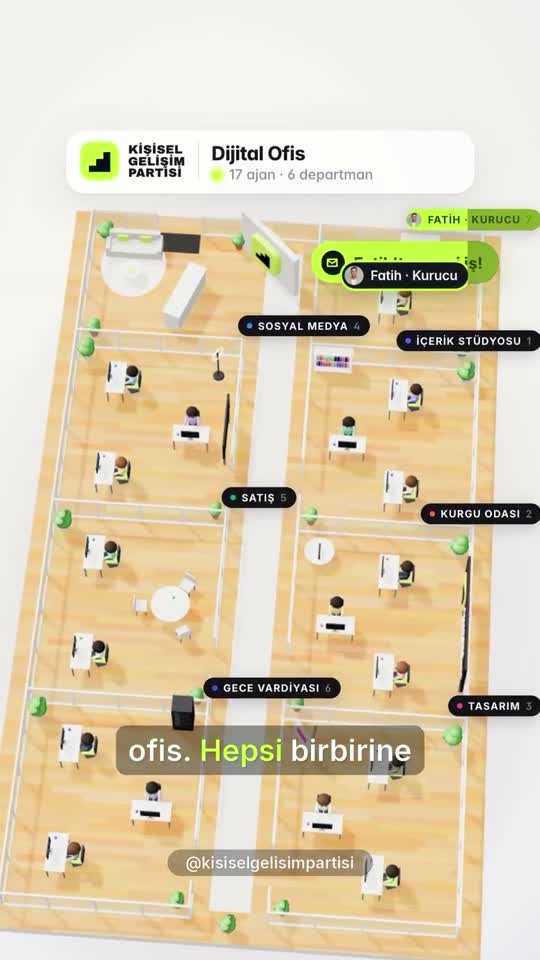 KİŞİSEL
GELİŞİM
PARTİSİ
Dijital Ofis
17 ajan · 6 departman
FATİH · KURUCU 7
iş!
Fatih · Kurucu
SOSYAL MEDYA 4
İÇERİK STÜDYOSU 1
SATIŞ 5
KURGU ODASI 2
GECE VARDİYASI 6
TASARIM 3
ofis. Hepsi birbirine
@kisiselgelisimpartisi